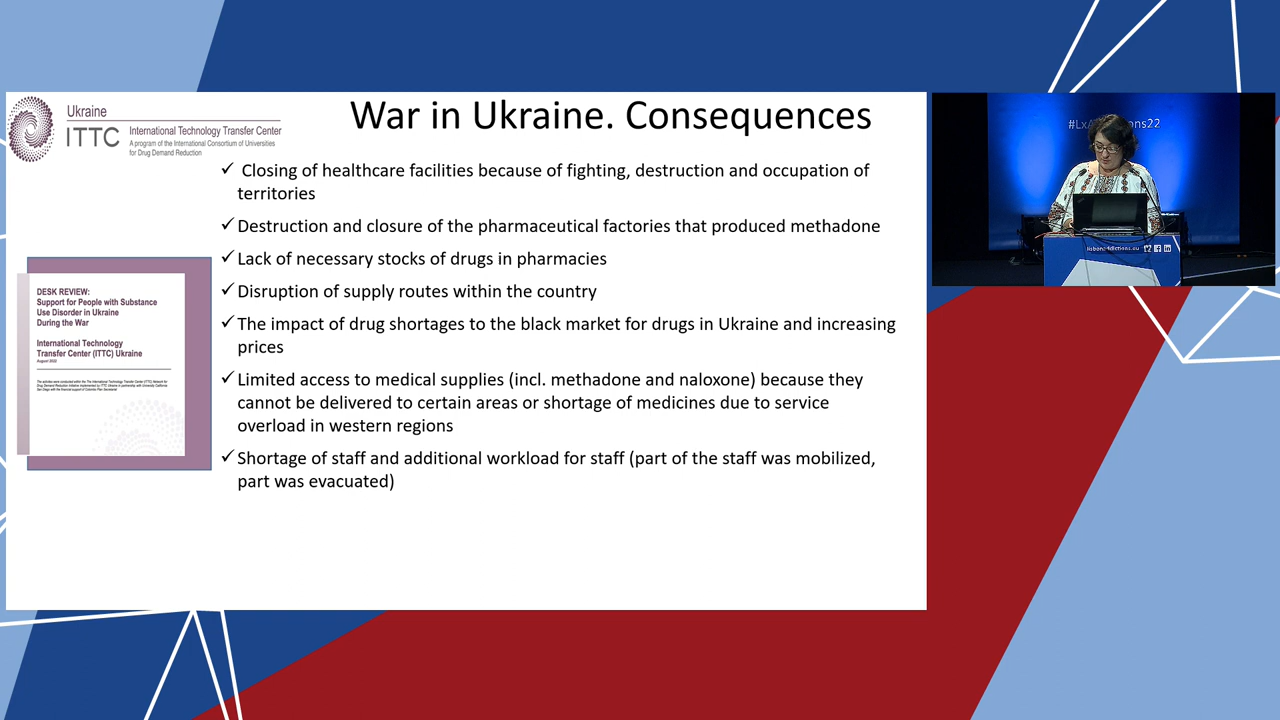 Ukraine
ITTC
International Technology Transfer Center
A program of the International Consortium of Universities
for Drug Demand Reduction
War in Ukraine. Consequences
✓ Closing of healthcare facilities because of fighting, destruction and occupation of
territories
✓ Destruction and closure of the pharmaceutical factories that produced methadone
✓ Lack of necessary stocks of drugs in pharmacies
✓ Disruption of supply routes within the country
✓ The impact of drug shortages to the black market for drugs in Ukraine and increasing
prices
✓ Limited access to medical supplies (incl. methadone and naloxone) because they
cannot be delivered to certain areas or shortage of medicines due to service
overload in western regions
✓ Shortage of staff and additional workload for staff (part of the staff was mobilized,
part was evacuated)
DESK REVIEW:
Support for People with Substance
Use Disorder in Ukraine
During the War
International Technology
Transfer Center (ITTC) Ukraine
August 2022